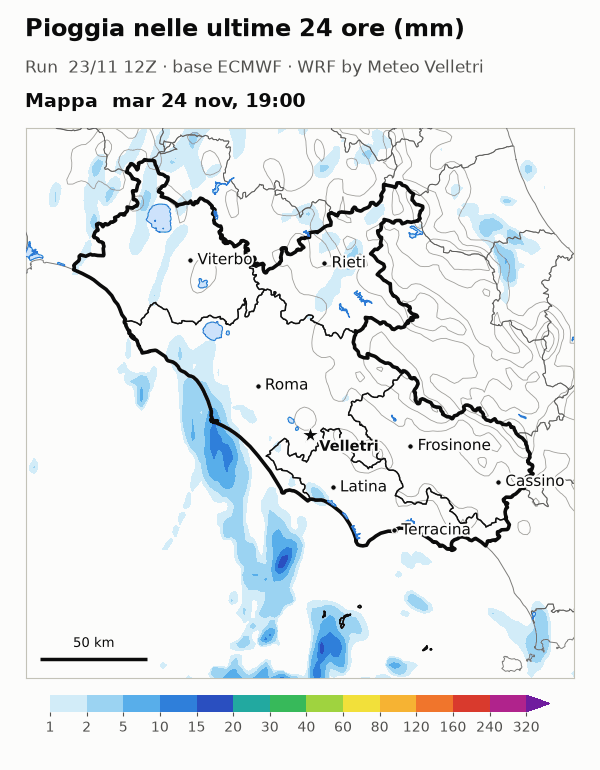 Pioggia nelle ultime 24 ore (mm)
Run 23/11 12Z · base ECMWF · WRF by Meteo Velletri
Mappa mar 24 nov, 19:00
Viterbo
Rieti
Roma
Velletri
Frosinone
Latina
Cassino
Terracina
50 km
1 2 5 10 15 20 30 40 60 80 120 160 240 320